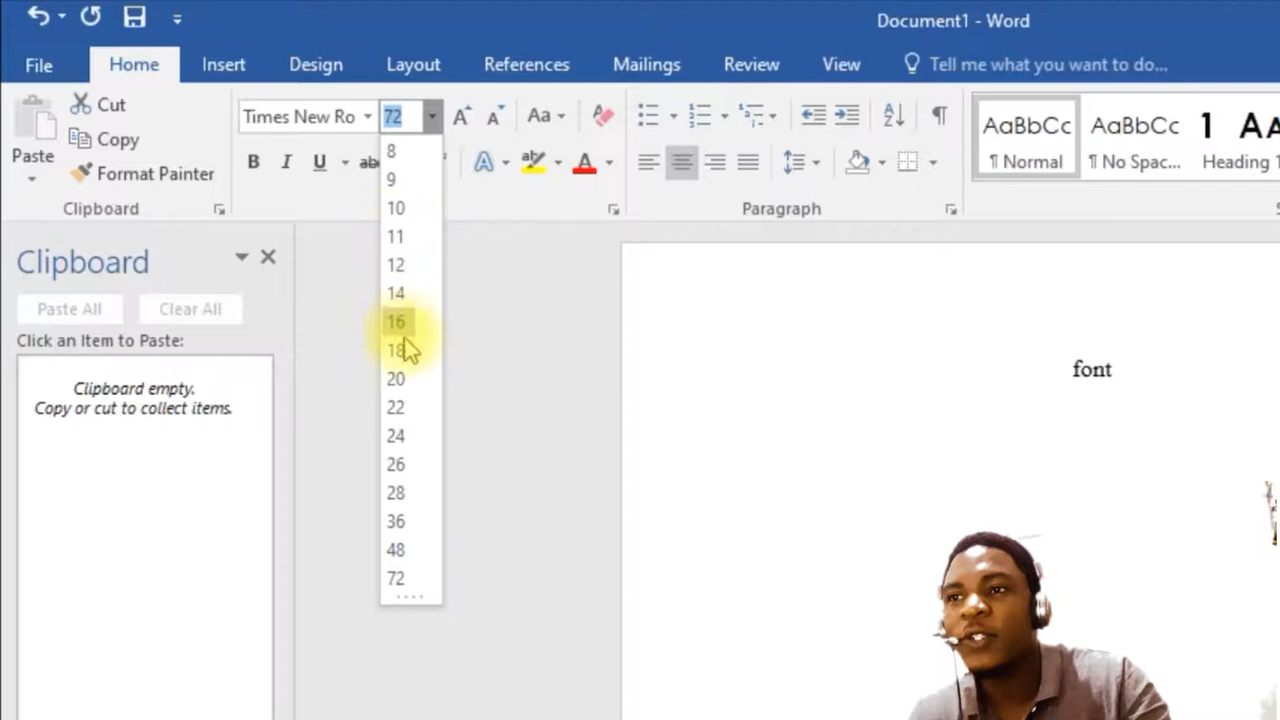 Document1 - Word
File Home Insert Design Layout References Mailings Review View Tell me what you want to do...
Cut
Copy
Format Painter
Paste
Clipboard
Times New Ro 72
B I U abc A A
Aa
Paragraph
AaBbCc AaBbCc 1 AA
¶ Normal ¶ No Spac... Heading 1
8
9
10
11
12
14
16
18
20
22
24
26
28
36
48
72
Clipboard
Paste All Clear All
Click an Item to Paste:
Clipboard empty.
Copy or cut to collect items.
font